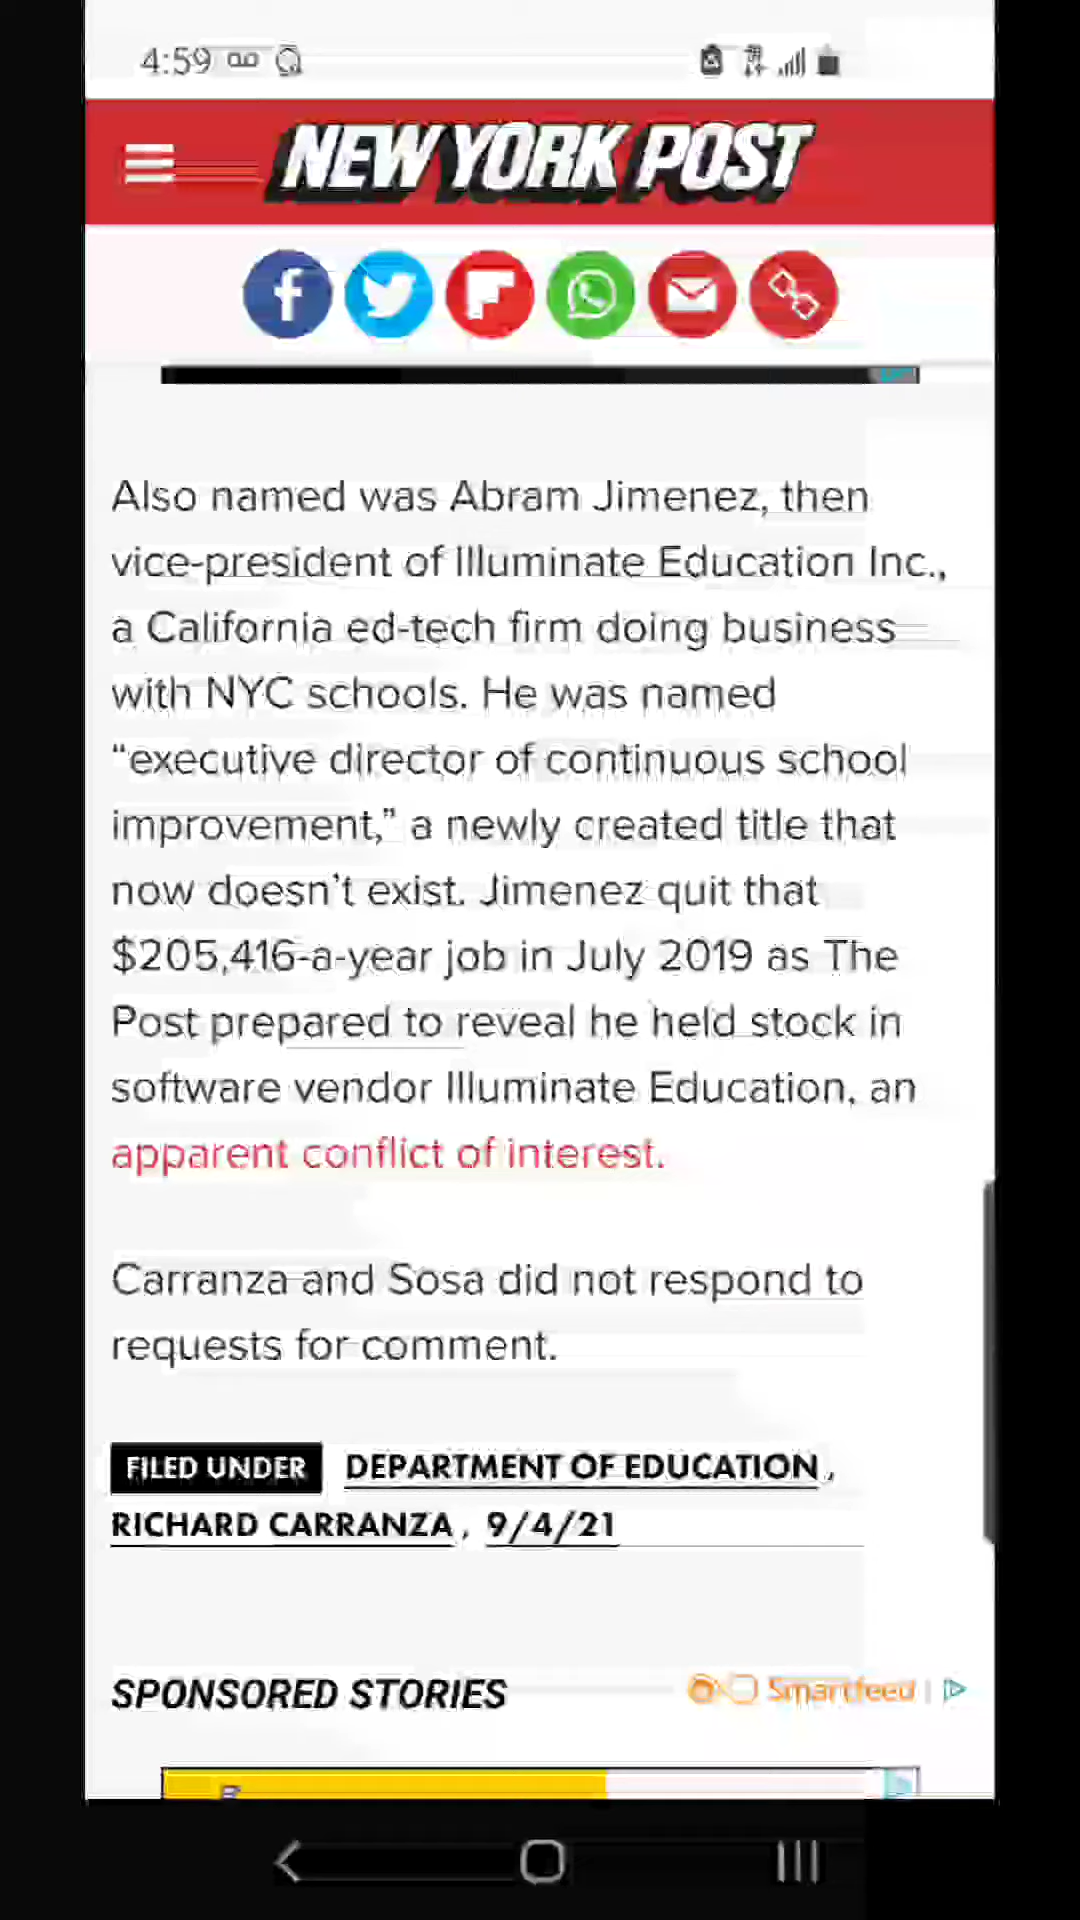 4:59
NEW YORK POST
Also named was Abram Jimenez, then
vice-president of Illuminate Education Inc.,
a California ed-tech firm doing business
with NYC schools. He was named
“executive director of continuous school
improvement,” a newly created title that
now doesn’t exist. Jimenez quit that
$205,416-a-year job in July 2019 as The
Post prepared to reveal he held stock in
software vendor Illuminate Education, an
apparent conflict of interest.
Carranza and Sosa did not respond to
requests for comment.
FILED UNDER DEPARTMENT OF EDUCATION,
RICHARD CARRANZA, 9/4/21
SPONSORED STORIES Smartfeed |